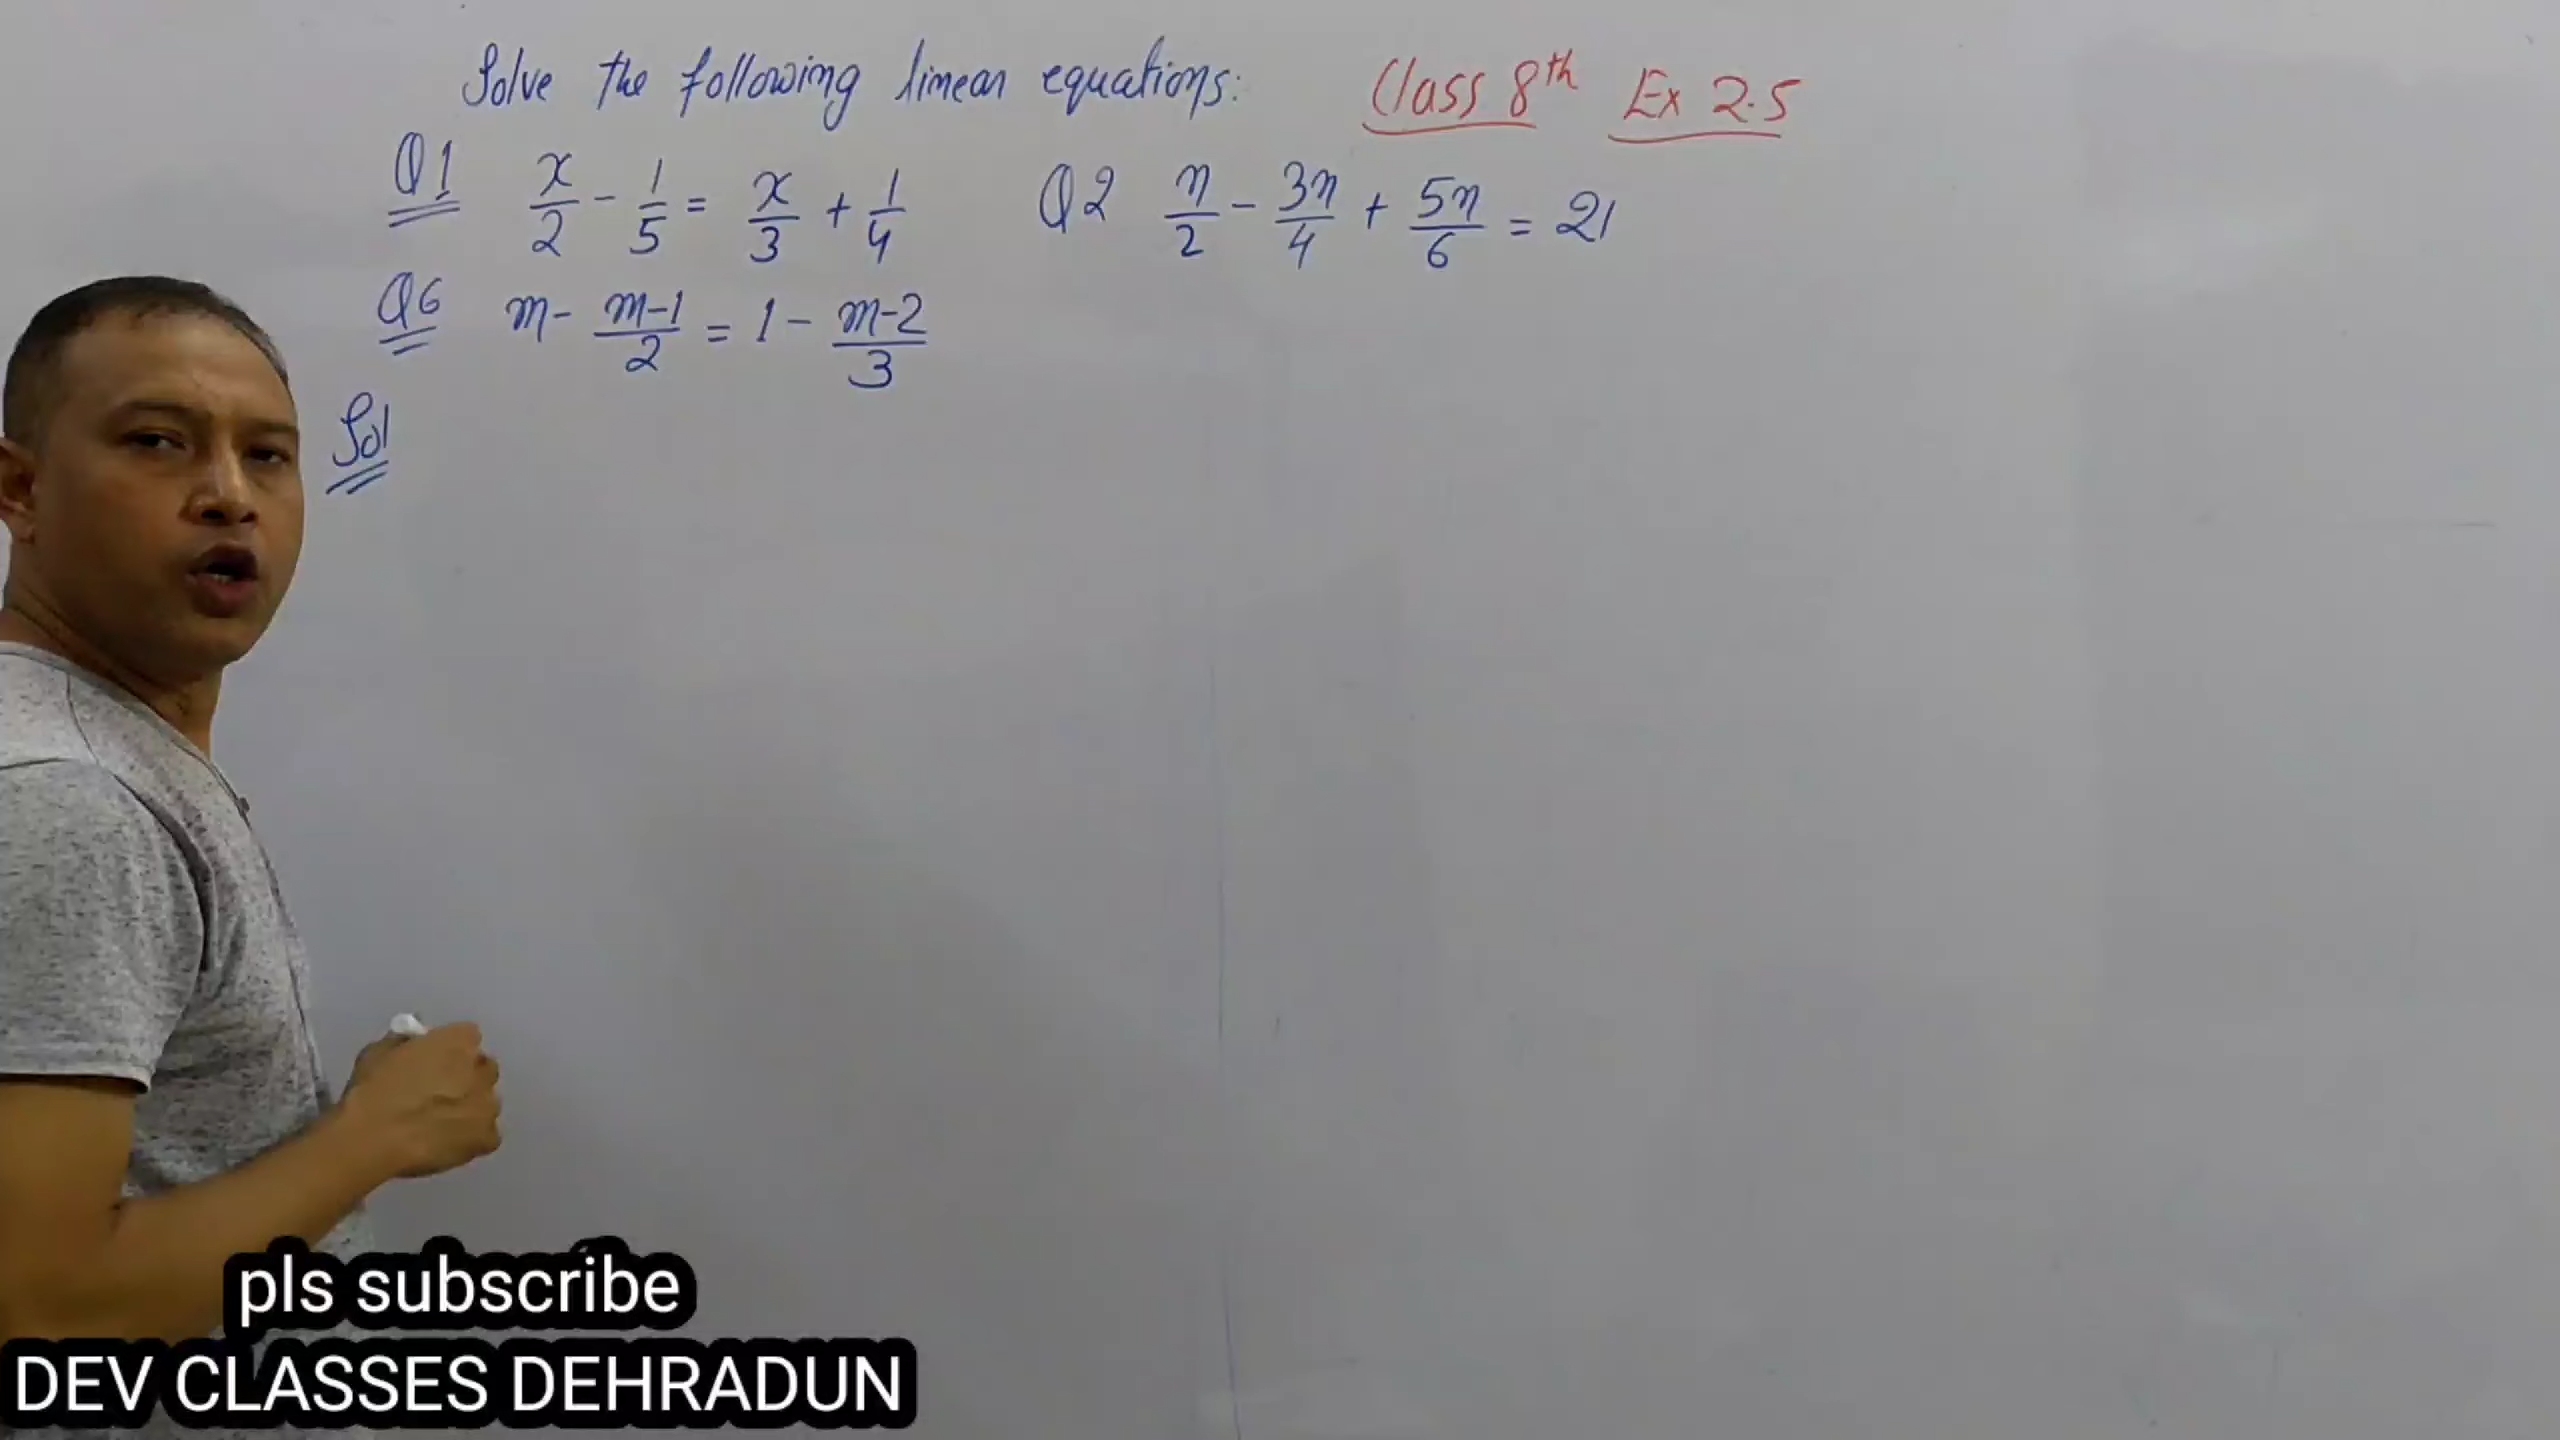 Solve the following linear equations: Class 8th Ex 2.5
Q1 x/2 - 1/5 = x/3 + 1/4 Q2 n/2 - 3n/4 + 5n/6 = 21
Q6 m - m-1/2 = 1 - m-2/3
Sol
pls subscribe
DEV CLASSES DEHRADUN